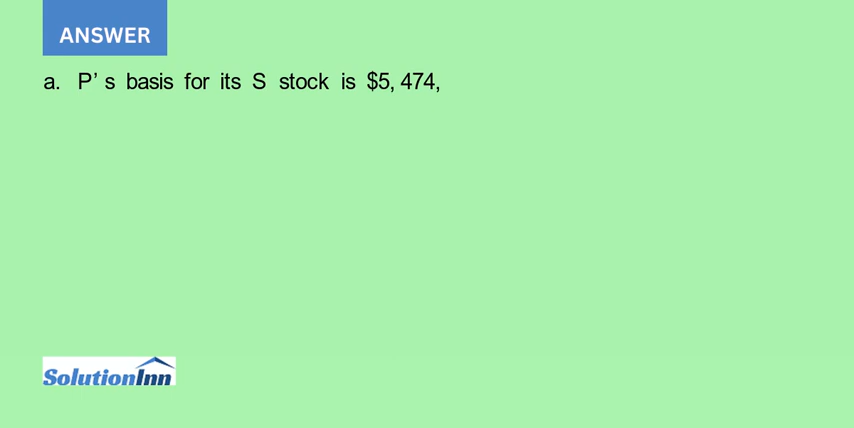 ANSWER
a. P’ s basis for its S stock is $5, 474,
SolutionInn